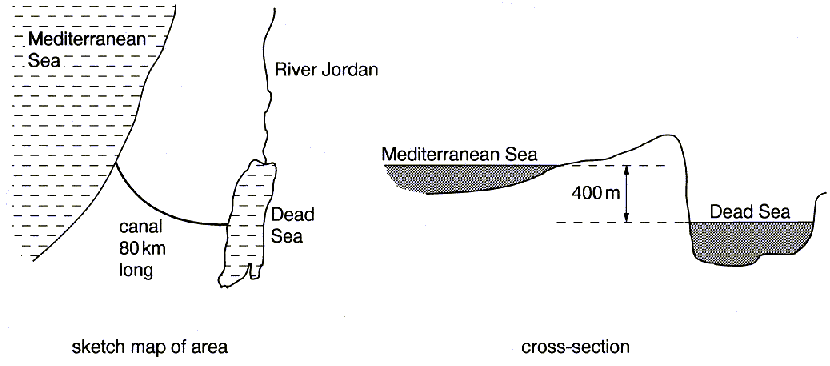 Mediterranean
Sea
River Jordan
canal
80 km
long
Dead
Sea
sketch map of area
Mediterranean Sea
400 m
Dead Sea
cross-section